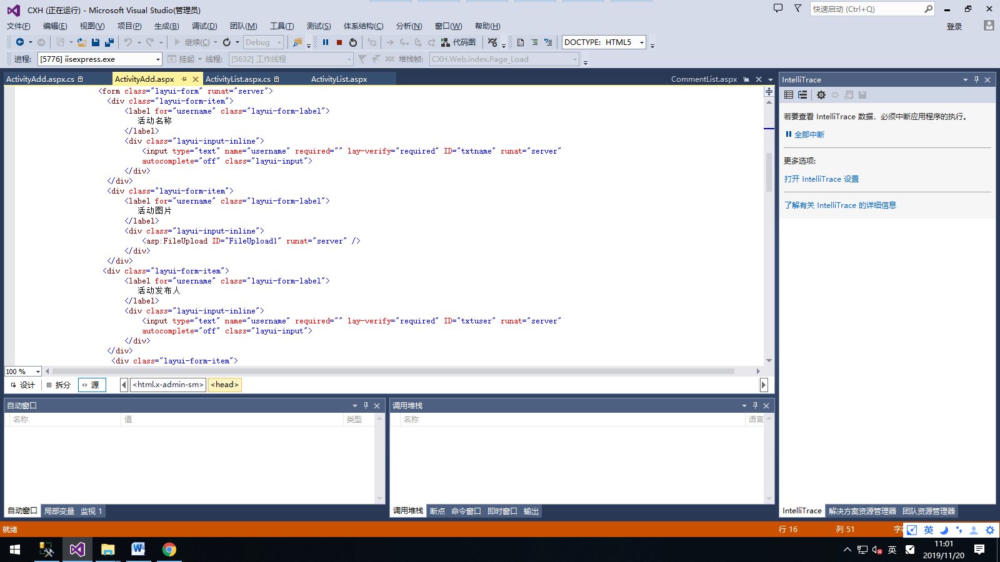 CXH (正在运行) - Microsoft Visual Studio(管理员)
快速启动 (Ctrl+Q)
文件(F) 编辑(E) 视图(V) 项目(P) 生成(B) 调试(D) 团队(M) 工具(T) 测试(S) 体系结构(C) 分析(N) 窗口(W) 帮助(H)
登录
继续(C) Debug 代码图 DOCTYPE: HTML5
进程: [5776] iisexpress.exe 挂起 线程: [5632] 工作线程 堆栈帧: CXH.Web.index.Page_Load
ActivityAdd.aspx.cs ActivityAdd.aspx ActivityList.aspx.cs ActivityList.aspx CommentList.aspx
<form class="layui-form" runat="server">
<div class="layui-form-item">
<label for="username" class="layui-form-label">
活动名称
</label>
<div class="layui-input-inline">
<input type="text" name="username" required="" lay-verify="required" ID="txtname" runat="server"
autocomplete="off" class="layui-input">
</div>
</div>
<div class="layui-form-item">
<label for="username" class="layui-form-label">
活动图片
</label>
<div class="layui-input-inline">
<asp:FileUpload ID="FileUpload1" runat="server" />
</div>
</div>
<div class="layui-form-item">
<label for="username" class="layui-form-label">
活动发布人
</label>
<div class="layui-input-inline">
<input type="text" name="username" required="" lay-verify="required" ID="txtuser" runat="server"
autocomplete="off" class="layui-input">
</div>
</div>
<div class="layui-form-item">
100 %
设计 拆分 源 <html.x-admin-sm> <head>
IntelliTrace
若要查看 IntelliTrace 数据，必须中断应用程序的执行。
全部中断
更多选项:
打开 IntelliTrace 设置
了解有关 IntelliTrace 的详细信息
自动窗口
名称 值 类型
调用堆栈
名称 语言
自动窗口 局部变量 监视 1
调用堆栈 断点 命令窗口 即时窗口 输出
IntelliTrace 解决方案资源管理器 团队资源管理器
就绪 行 16 列 51
英
英
11:01
2019/11/20